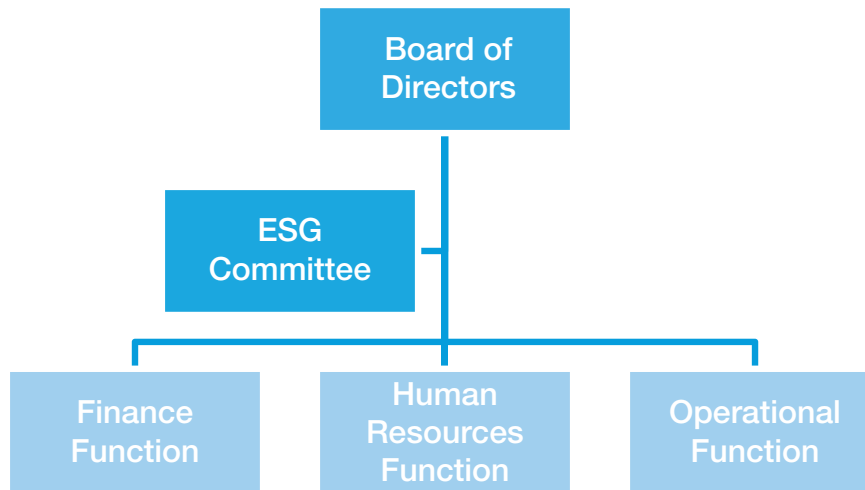 Board of
Directors
ESG
Committee
Finance
Function
Human
Resources
Function
Operational
Function